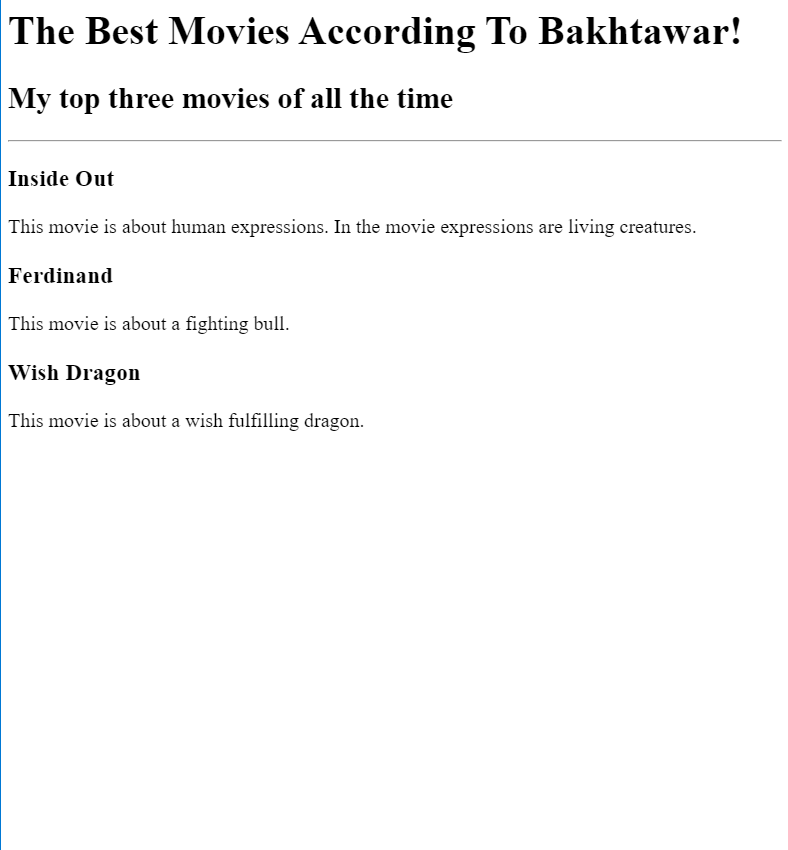 The Best Movies According To Bakhtawar!
My top three movies of all the time
Inside Out
This movie is about human expressions. In the movie expressions are living creatures.
Ferdinand
This movie is about a fighting bull.
Wish Dragon
This movie is about a wish fulfilling dragon.